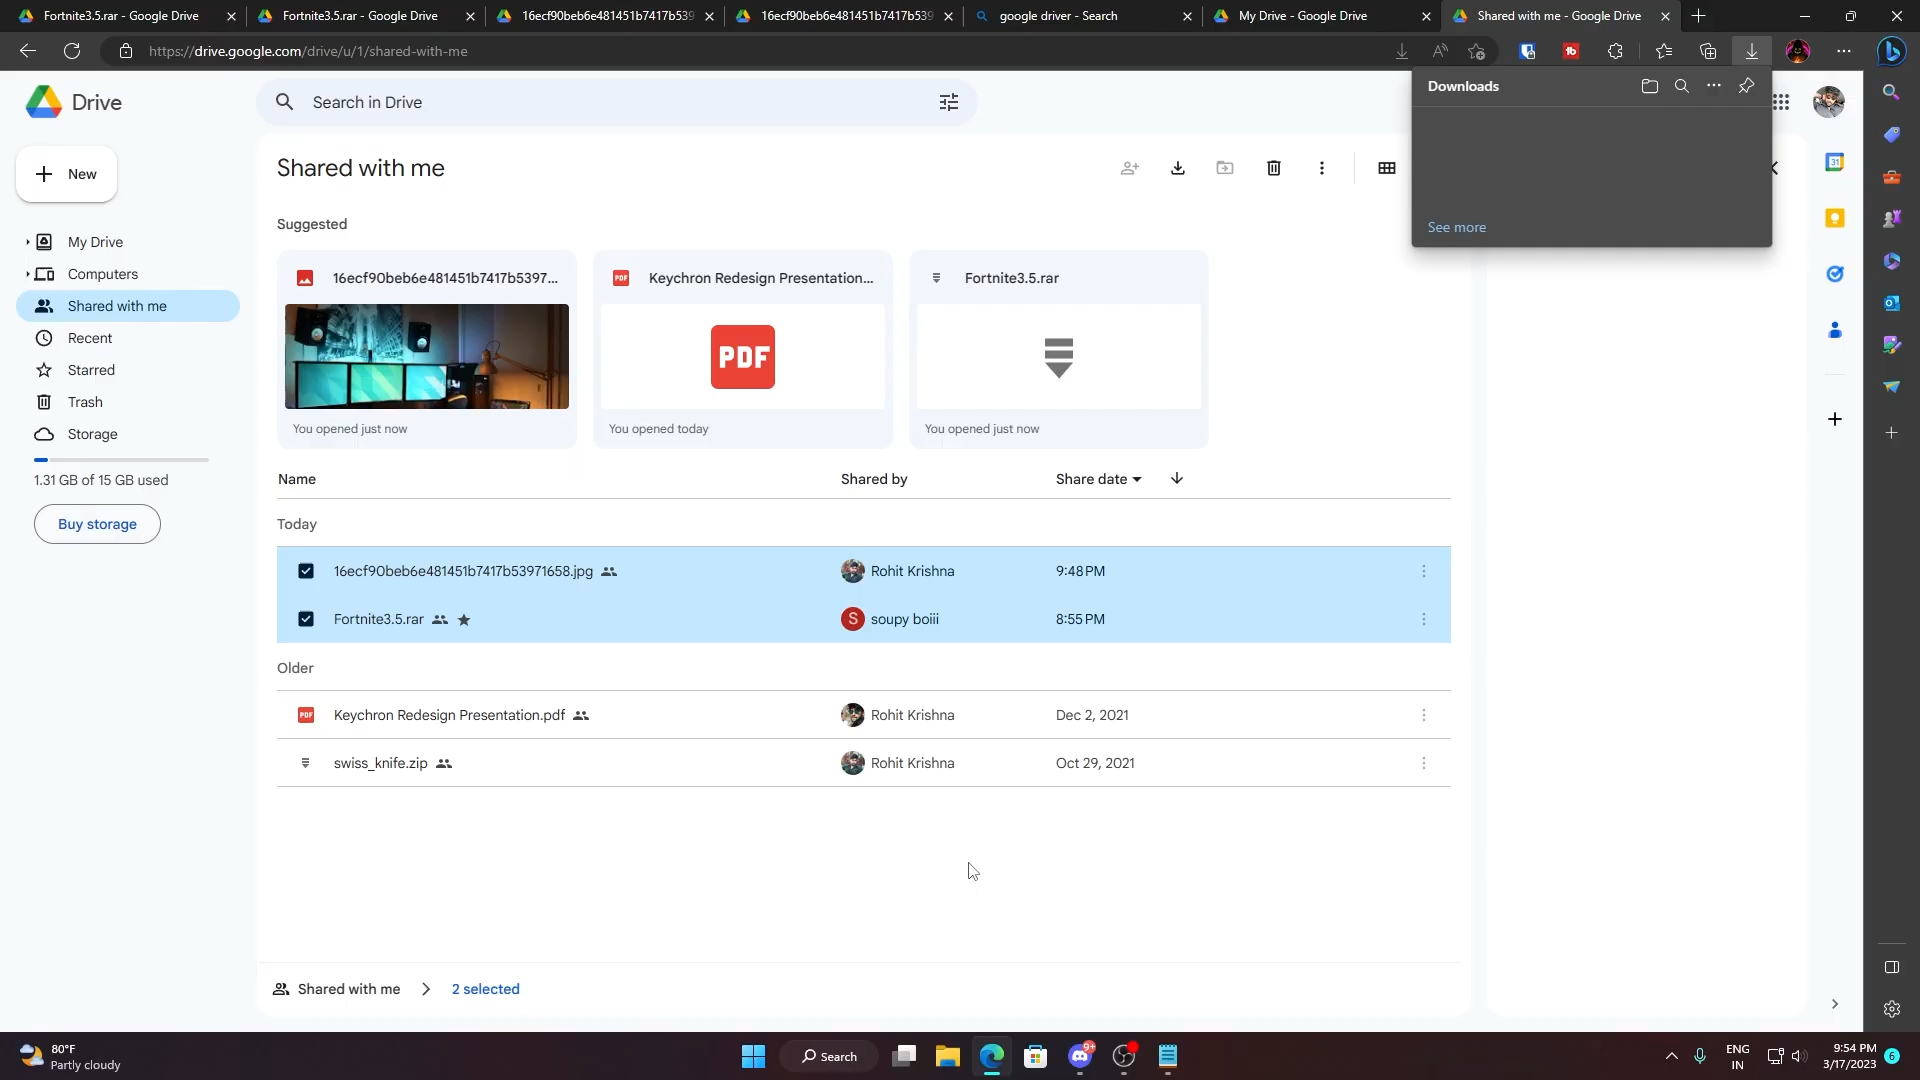 Fortnite3.5.rar - Google Drive
Fortnite3.5.rar - Google Drive
16ecf90beb6e481451b7417b539
16ecf90beb6e481451b7417b539
google driver - Search
My Drive - Google Drive
Shared with me - Google Drive
https://drive.google.com/drive/u/1/shared-with-me
Drive
Search in Drive
Downloads
See more
New
My Drive
Computers
Shared with me
Recent
Starred
Trash
Storage
1.31 GB of 15 GB used
Buy storage
Shared with me
Suggested
16ecf90beb6e481451b7417b5397...
You opened just now
PDF
Keychron Redesign Presentation...
PDF
You opened today
Fortnite3.5.rar
You opened just now
Name
Shared by
Share date
Today
16ecf90beb6e481451b7417b53971658.jpg
Rohit Krishna
9:48 PM
Fortnite3.5.rar
S
soupy boiii
8:55 PM
Older
PDF
Keychron Redesign Presentation.pdf
Rohit Krishna
Dec 2, 2021
swiss_knife.zip
Rohit Krishna
Oct 29, 2021
Shared with me
2 selected
31
80°F
Partly cloudy
Search
9+
ENG
IN
9:54 PM
3/17/2023
6